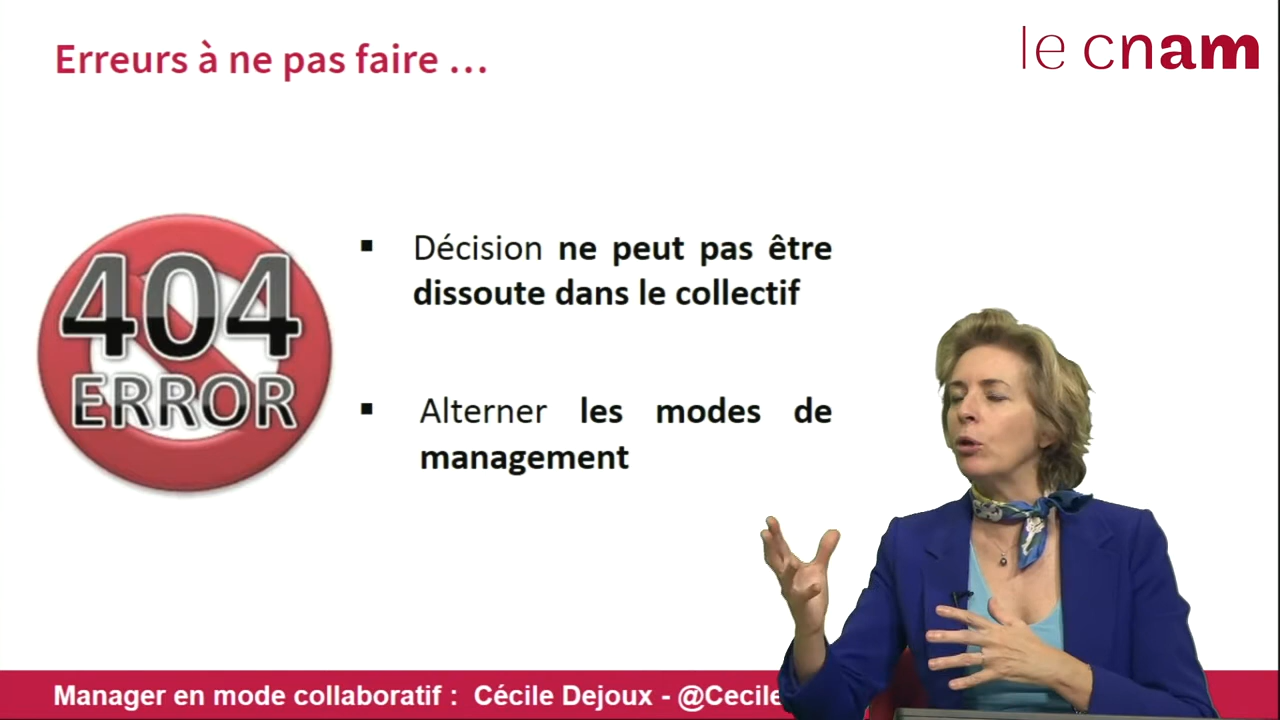 Erreurs à ne pas faire ...
le cnam
404
ERROR
▪ Décision ne peut pas être
dissoute dans le collectif
▪ Alterner les modes de
management
Manager en mode collaboratif : Cécile Dejoux - @Cecile